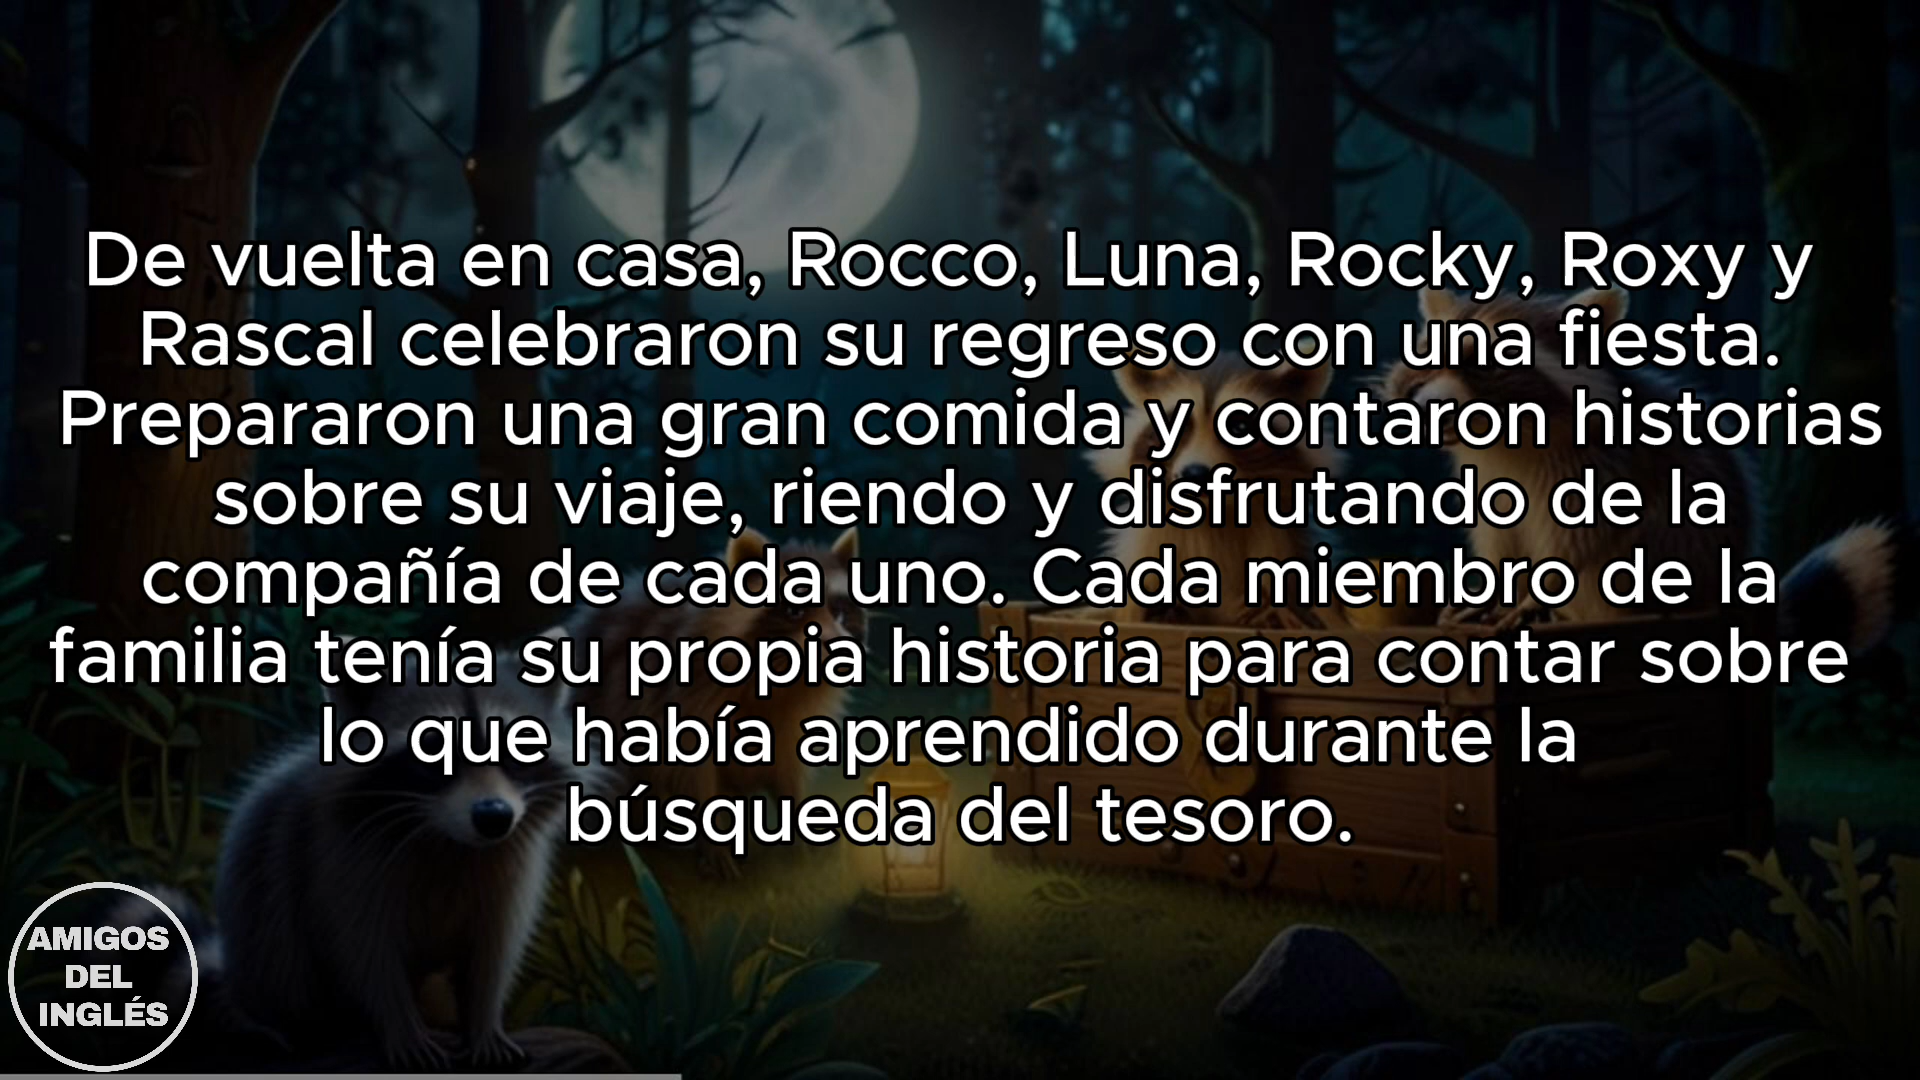 De vuelta en casa, Rocco, Luna, Rocky, Roxy y
Rascal celebraron su regreso con una fiesta.
Prepararon una gran comida y contaron historias
sobre su viaje, riendo y disfrutando de la
compañía de cada uno. Cada miembro de la
familia tenía su propia historia para contar sobre
lo que había aprendido durante la
búsqueda del tesoro.
AMIGOS
DEL
INGLÉS